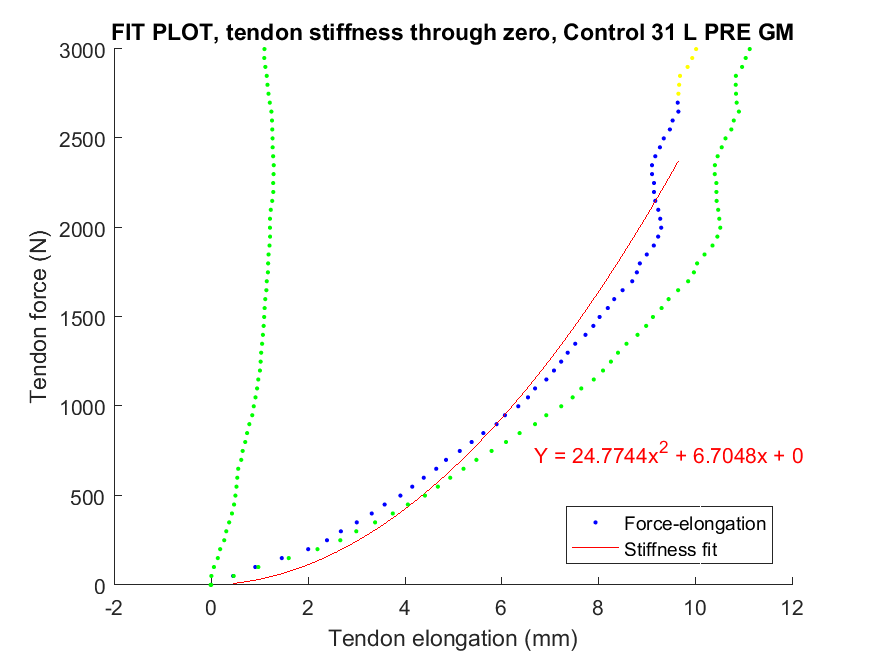 FIT PLOT, tendon stiffness through zero, Control 31 L PRE GM
3000
2500
2000
1500
1000
500
0
Tendon force (N)
Y = 24.7744x² + 6.7048x + 0
Force-elongation
Stiffness fit
-2 0 2 4 6 8 10 12
Tendon elongation (mm)